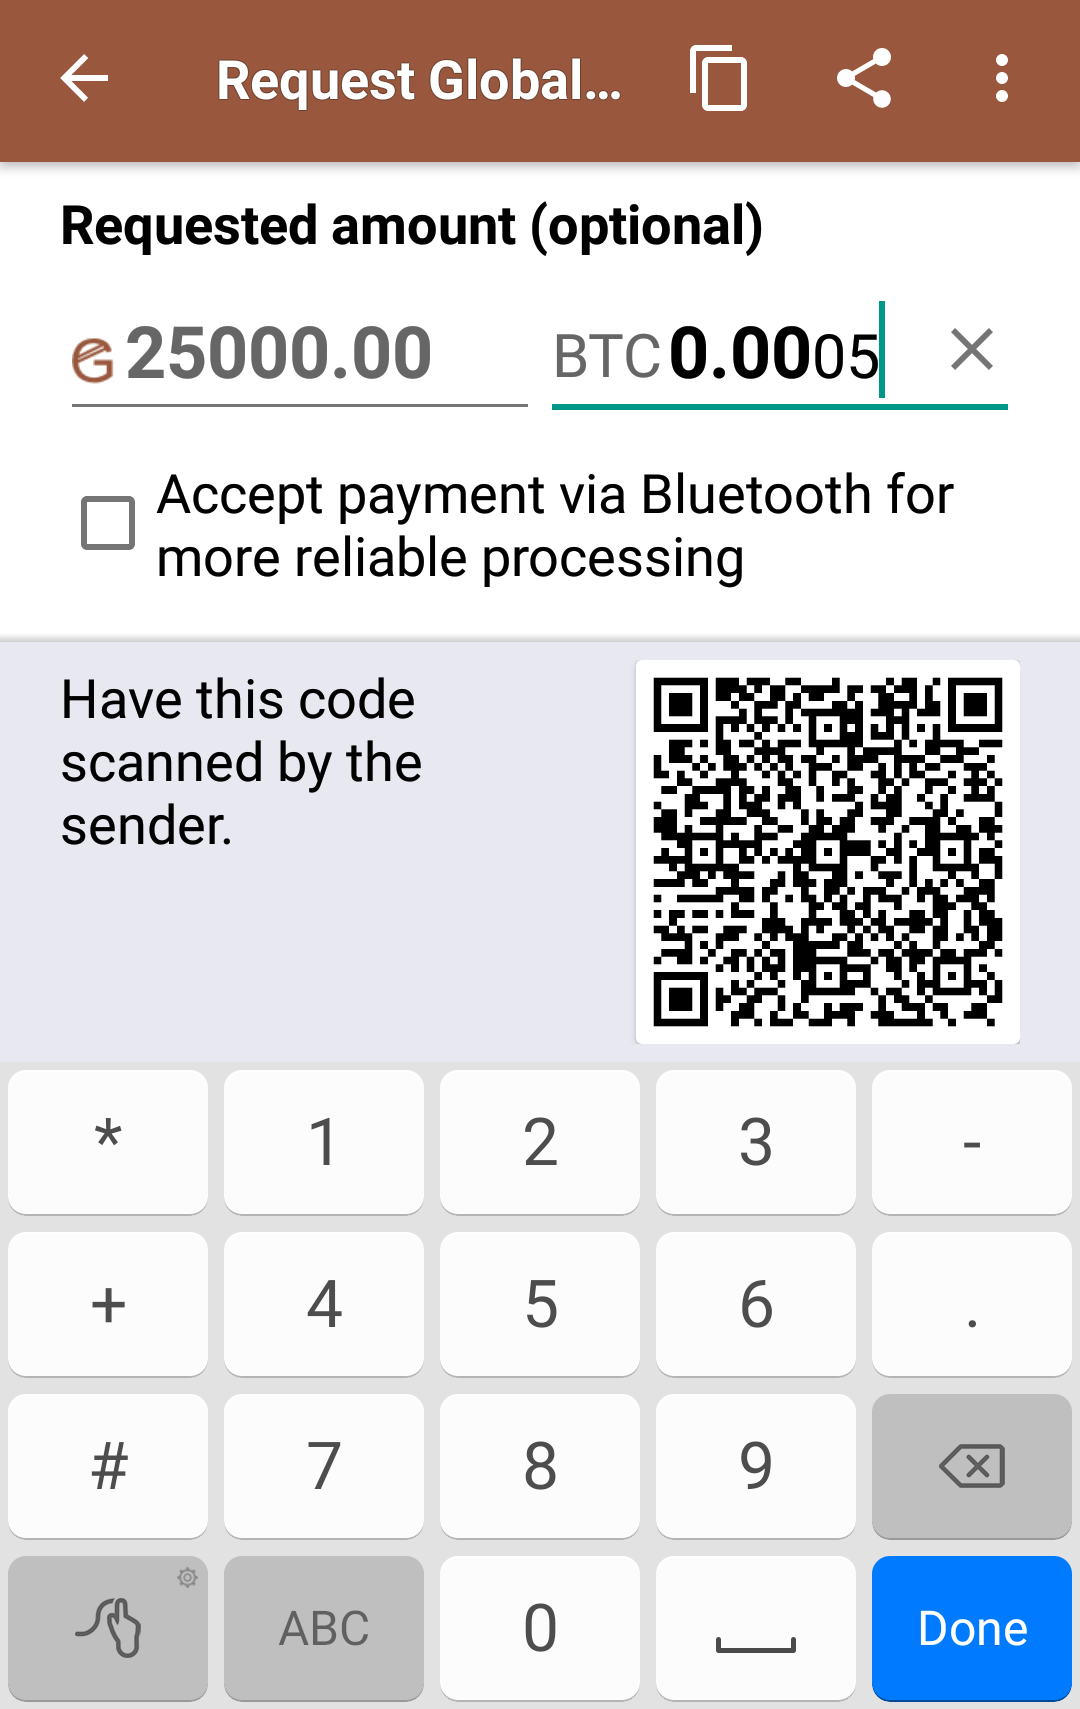 Request Global...
Requested amount (optional)
25000.00 BTC 0.0005
Accept payment via Bluetooth for
more reliable processing
Have this code
scanned by the
sender.
* 1 2 3 -
+ 4 5 6 .
# 7 8 9
ABC 0 Done